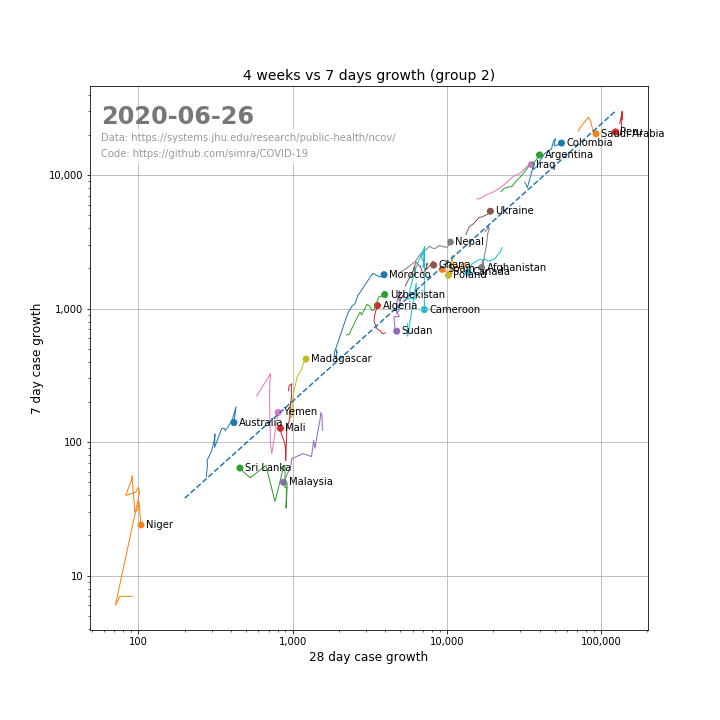 4 weeks vs 7 days growth (group 2)
2020-06-26
Data: https://systems.jhu.edu/research/public-health/ncov/
Code: https://github.com/simra/COVID-19
Peru
Saudi Arabia
Colombia
Argentina
Iraq
10,000
Ukraine
Nepal
Ghana
Spain
Afghanistan
Canada
Poland
Morocco
Uzbekistan
Algeria
Cameroon
1,000
Sudan
Madagascar
Yemen
Australia
Mali
100
Sri Lanka
Malaysia
Niger
10
7 day case growth
100
1,000
10,000
100,000
28 day case growth